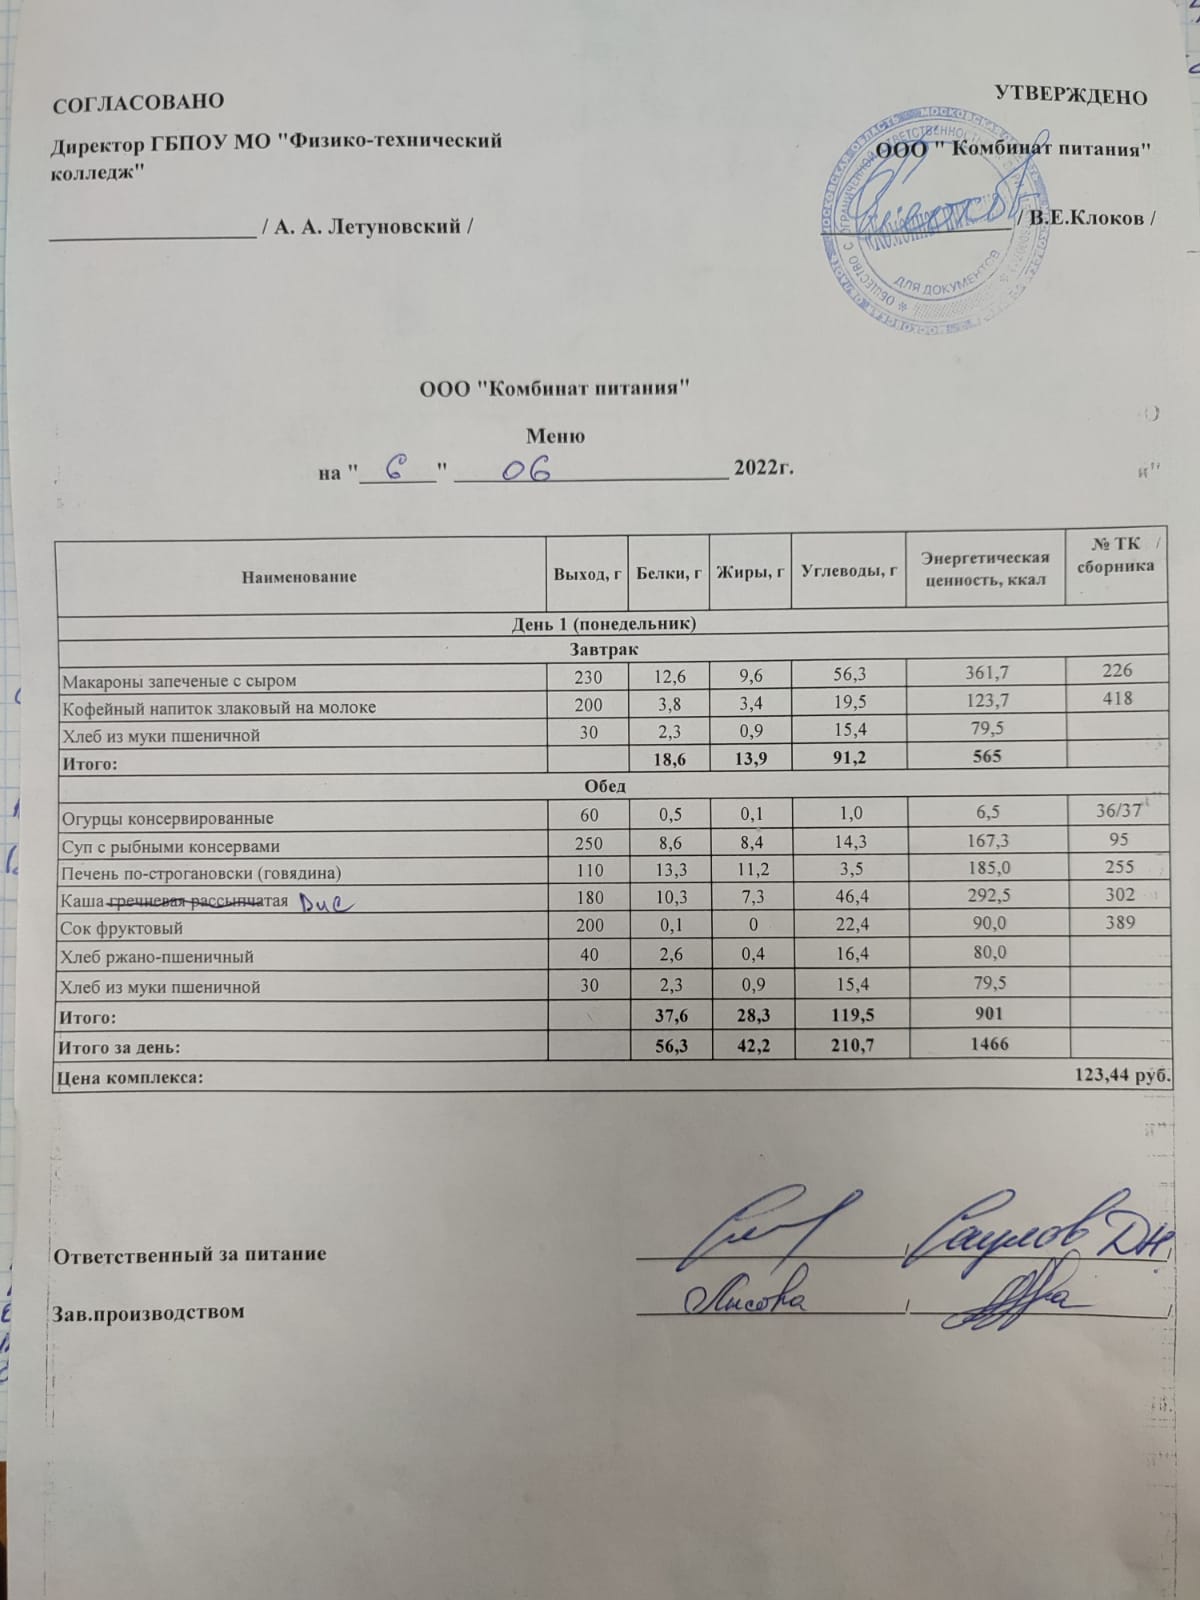 СОГЛАСОВАНО
УТВЕРЖДЕНО
Директор ГБПОУ МО "Физико-технический
колледж"
ООО " Комбинат питания"
/ А. А. Летуновский /
/ В.Е.Клоков /
ДЛЯ ДОКУМЕНТОВ
ООО "Комбинат питания"
Меню
на " 6 " 06 2022г.
Наименование Выход, г Белки, г Жиры, г Углеводы, г Энергетическая ценность, ккал № ТК / сборника
День 1 (понедельник)
Завтрак
Макароны запеченые с сыром 230 12,6 9,6 56,3 361,7 226
Кофейный напиток злаковый на молоке 200 3,8 3,4 19,5 123,7 418
Хлеб из муки пшеничной 30 2,3 0,9 15,4 79,5
Итого: 18,6 13,9 91,2 565
Обед
Огурцы консервированные 60 0,5 0,1 1,0 6,5 36/37
Суп с рыбными консервами 250 8,6 8,4 14,3 167,3 95
Печень по-строгановски (говядина) 110 13,3 11,2 3,5 185,0 255
Каша гречневая рассыпчатая Рис 180 10,3 7,3 46,4 292,5 302
Сок фруктовый 200 0,1 0 22,4 90,0 389
Хлеб ржано-пшеничный 40 2,6 0,4 16,4 80,0
Хлеб из муки пшеничной 30 2,3 0,9 15,4 79,5
Итого: 37,6 28,3 119,5 901
Итого за день: 56,3 42,2 210,7 1466
Цена комплекса: 123,44 руб.
Ответственный за питание / Саулов ДН /
Зав.производством Лысова / /